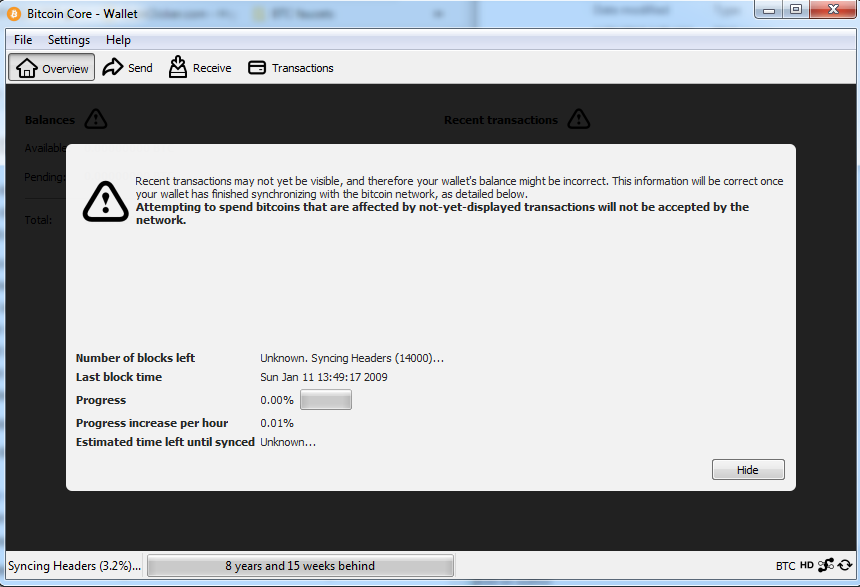 Bitcoin Core - Wallet
File Settings Help
Overview Send Receive Transactions
Balances Recent transactions
Available
Pending:
Total:
Recent transactions may not yet be visible, and therefore your wallet's balance might be incorrect. This information will be correct once
your wallet has finished synchronizing with the bitcoin network, as detailed below.
Attempting to spend bitcoins that are affected by not-yet-displayed transactions will not be accepted by the
network.
Number of blocks left Unknown. Syncing Headers (14000)...
Last block time Sun Jan 11 13:49:17 2009
Progress 0.00%
Progress increase per hour 0.01%
Estimated time left until synced Unknown...
Hide
Syncing Headers (3.2%)... 8 years and 15 weeks behind BTC HD